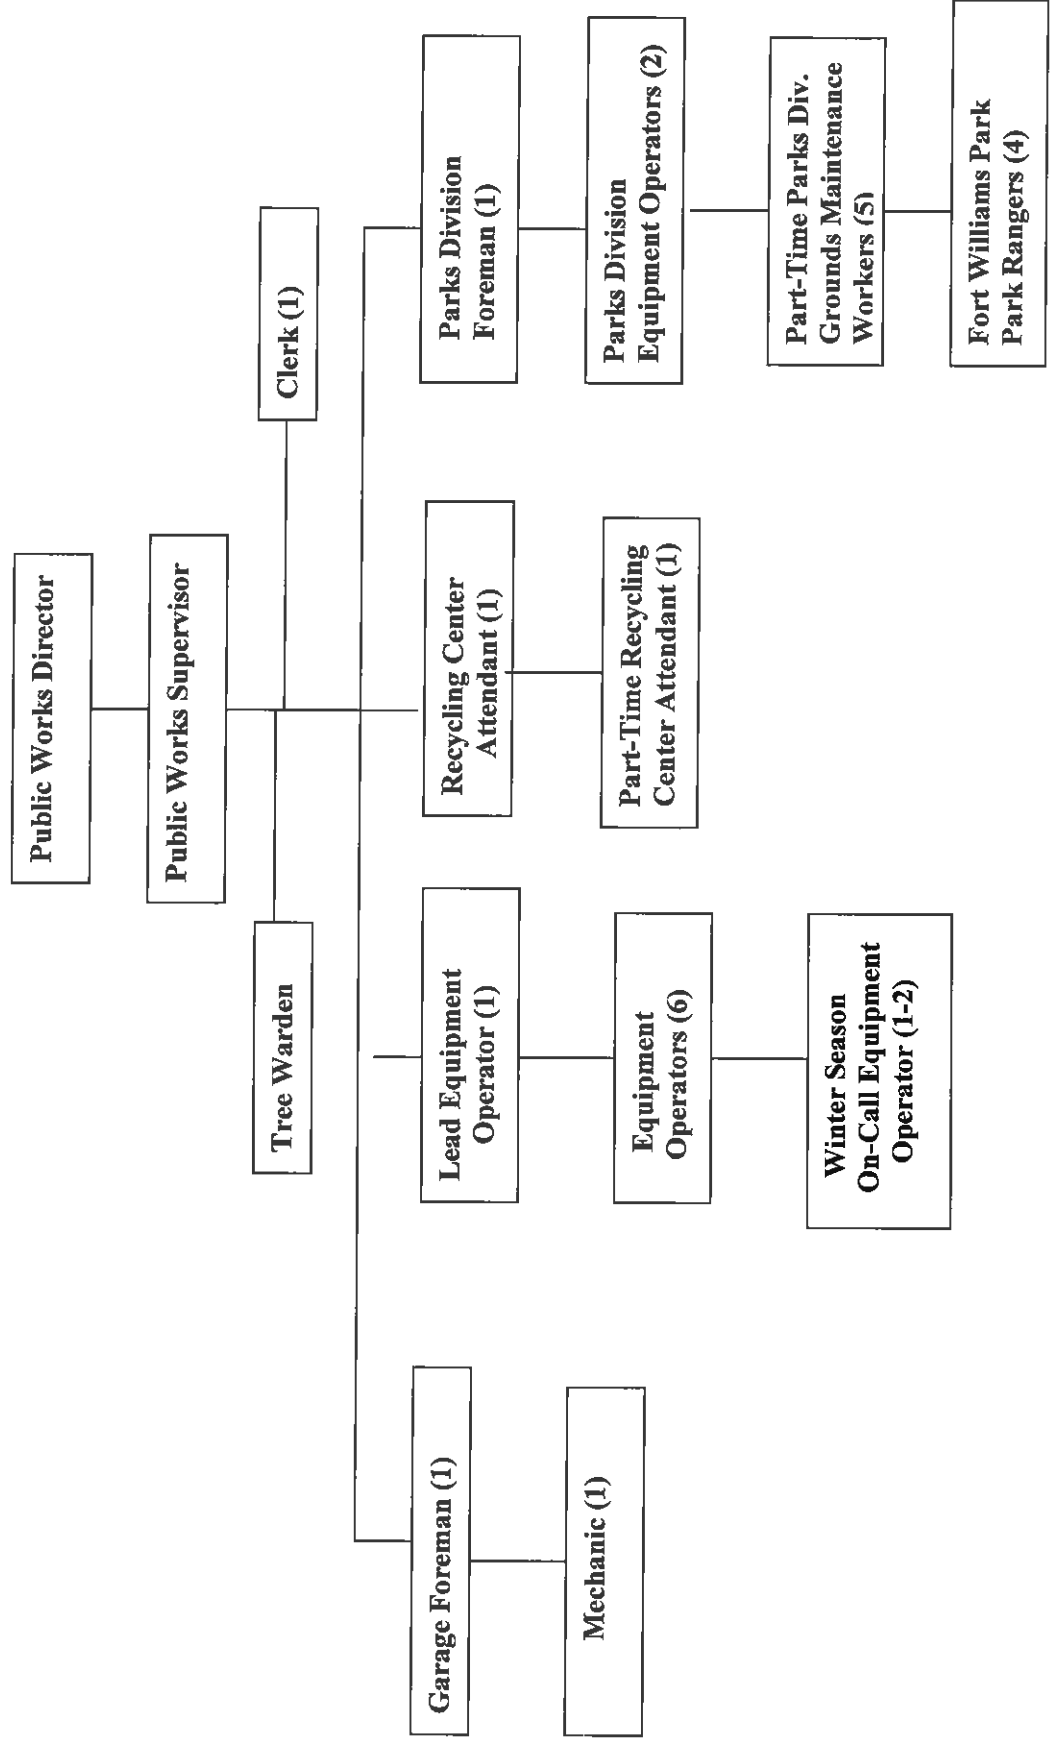 Public Works Director
Public Works Supervisor
Tree Warden
Clerk (1)
Garage Foreman (1)
Mechanic (1)
Lead Equipment
Operator (1)
Equipment
Operators (6)
Winter Season
On-Call Equipment
Operator (1-2)
Recycling Center
Attendant (1)
Part-Time Recycling
Center Attendant (1)
Parks Division
Foreman (1)
Parks Division
Equipment Operators (2)
Part-Time Parks Div.
Grounds Maintenance
Workers (5)
Fort Williams Park
Park Rangers (4)